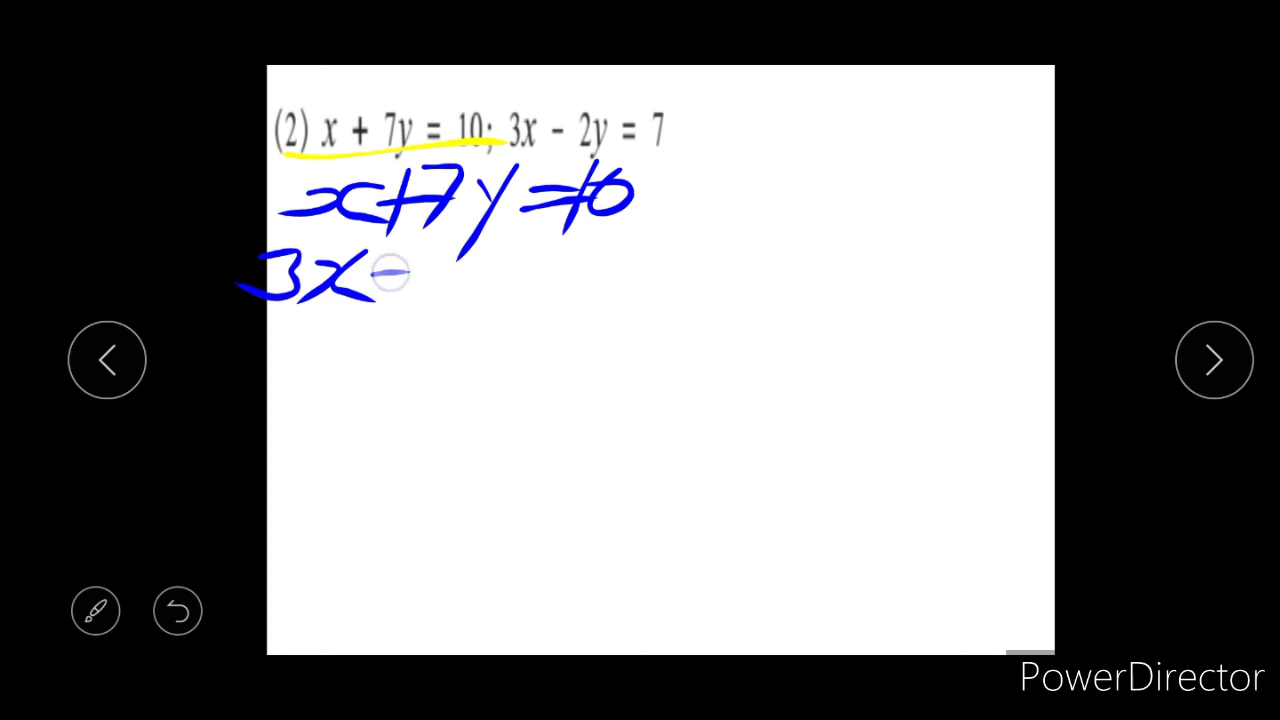 (2) x + 7y = 10; 3x - 2y = 7
x+7y=10
3x-
PowerDirector